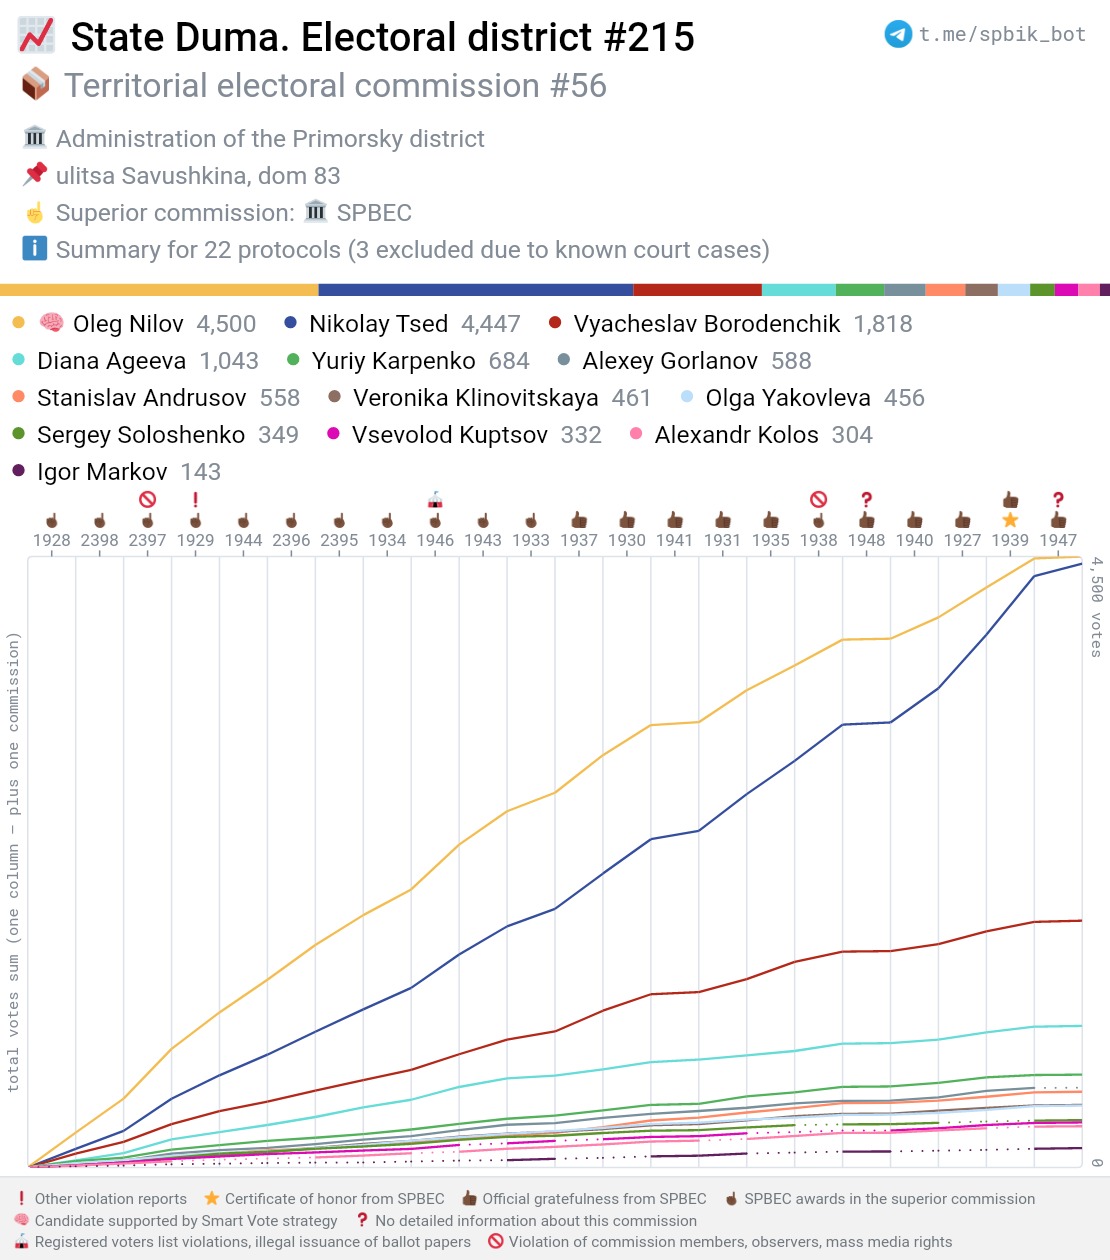 State Duma. Electoral district #215
t.me/spbik_bot
Territorial electoral commission #56
Administration of the Primorsky district
ulitsa Savushkina, dom 83
Superior commission: SPBEC
Summary for 22 protocols (3 excluded due to known court cases)
Oleg Nilov 4,500 Nikolay Tsed 4,447 Vyacheslav Borodenchik 1,818
Diana Ageeva 1,043 Yuriy Karpenko 684 Alexey Gorlanov 588
Stanislav Andrusov 558 Veronika Klinovitskaya 461 Olga Yakovleva 456
Sergey Soloshenko 349 Vsevolod Kuptsov 332 Alexandr Kolos 304
Igor Markov 143
1928 2398 2397 1929 1944 2396 2395 1934 1946 1943 1933 1937 1930 1941 1931 1935 1938 1948 1940 1927 1939 1947
4,500 votes
total votes sum (one column – plus one commission)
0
Other violation reports Certificate of honor from SPBEC Official gratefulness from SPBEC SPBEC awards in the superior commission
Candidate supported by Smart Vote strategy No detailed information about this commission
Registered voters list violations, illegal issuance of ballot papers Violation of commission members, observers, mass media rights